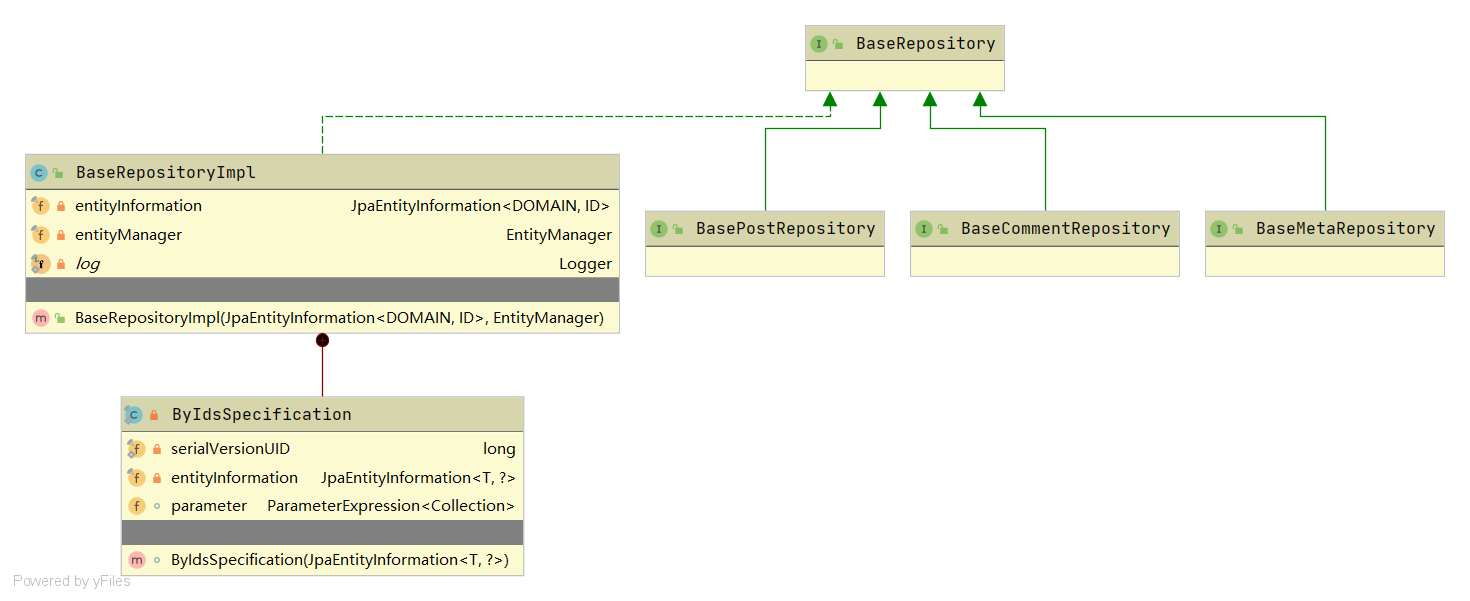 BaseRepository
BaseRepositoryImpl
entityInformation JpaEntityInformation<DOMAIN, ID>
entityManager EntityManager
log Logger
BaseRepositoryImpl(JpaEntityInformation<DOMAIN, ID>, EntityManager)
BasePostRepository
BaseCommentRepository
BaseMetaRepository
ByIdsSpecification
serialVersionUID long
entityInformation JpaEntityInformation<T, ?>
parameter ParameterExpression<Collection>
ByIdsSpecification(JpaEntityInformation<T, ?>)
Powered by yFiles